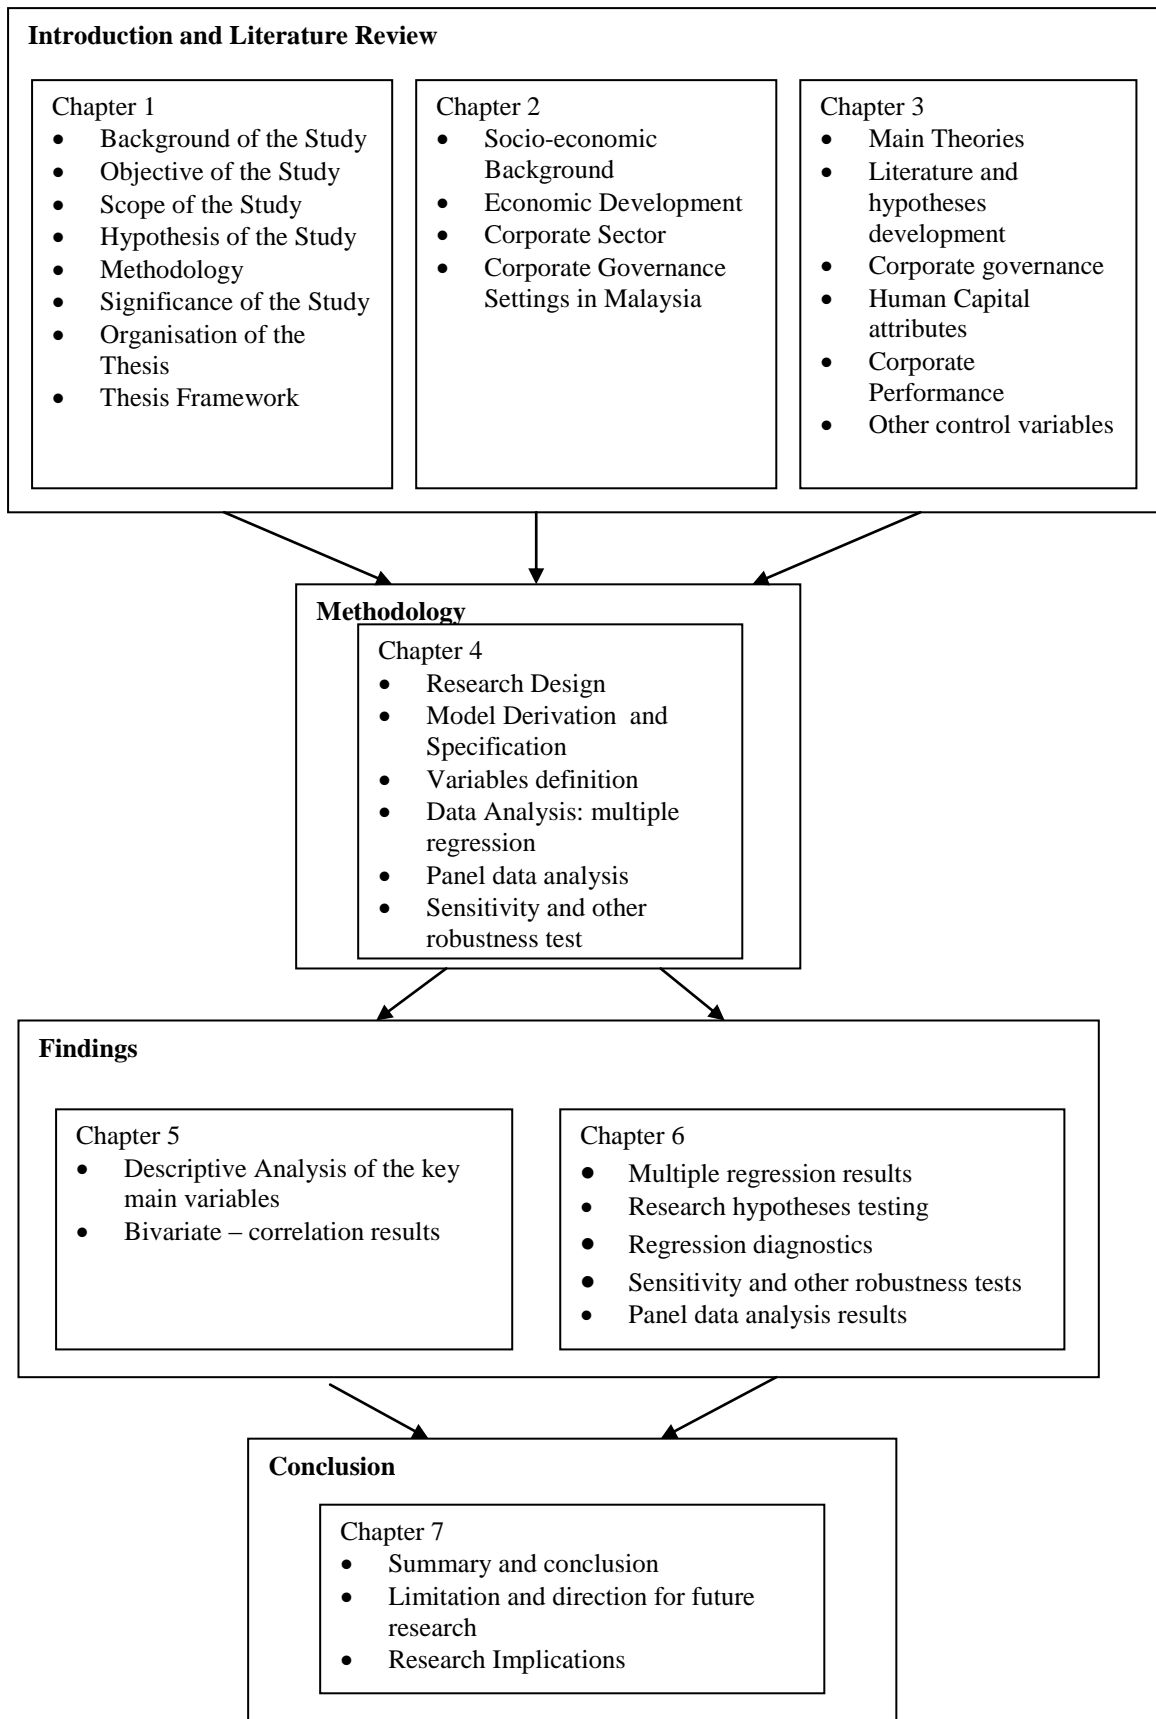 Introduction and Literature Review
Chapter 1
• Background of the Study
• Objective of the Study
• Scope of the Study
• Hypothesis of the Study
• Methodology
• Significance of the Study
• Organisation of the
Thesis
• Thesis Framework
Chapter 2
• Socio-economic
Background
• Economic Development
• Corporate Sector
• Corporate Governance
Settings in Malaysia
Chapter 3
• Main Theories
• Literature and
hypotheses
development
• Corporate governance
• Human Capital
attributes
• Corporate
Performance
• Other control variables
Methodology
Chapter 4
• Research Design
• Model Derivation and
Specification
• Variables definition
• Data Analysis: multiple
regression
• Panel data analysis
• Sensitivity and other
robustness test
Findings
Chapter 5
• Descriptive Analysis of the key
main variables
• Bivariate – correlation results
Chapter 6
• Multiple regression results
• Research hypotheses testing
• Regression diagnostics
• Sensitivity and other robustness tests
• Panel data analysis results
Conclusion
Chapter 7
• Summary and conclusion
• Limitation and direction for future
research
• Research Implications